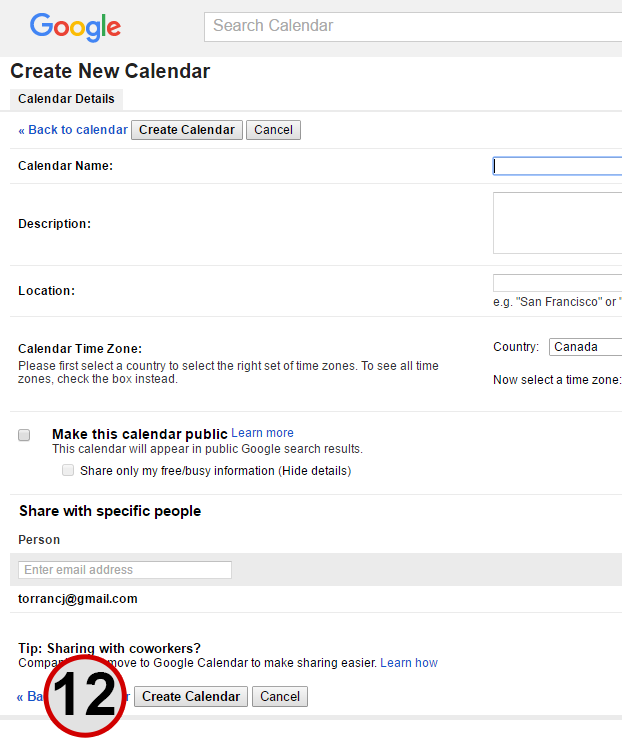 Google Search Calendar
Create New Calendar
Calendar Details
« Back to calendar Create Calendar Cancel
Calendar Name:
Description:
Location:
e.g. "San Francisco" or "
Calendar Time Zone:
Please first select a country to select the right set of time zones. To see all time
zones, check the box instead.
Country: Canada
Now select a time zone:
Make this calendar public Learn more
This calendar will appear in public Google search results.
Share only my free/busy information (Hide details)
Share with specific people
Person
Enter email address
torrancj@gmail.com
Tip: Sharing with coworkers?
move to Google Calendar to make sharing easier. Learn how
« 12 Create Calendar Cancel